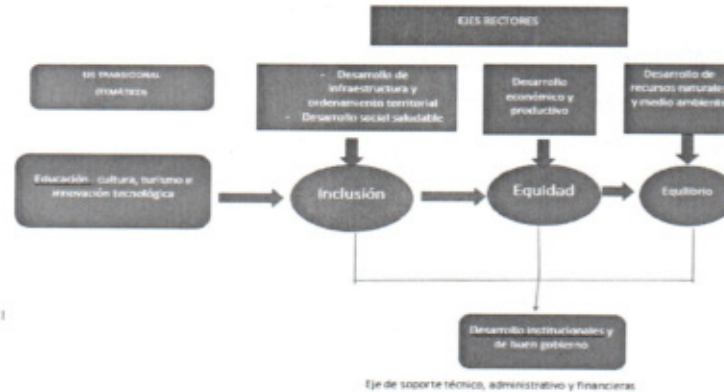 EJES RECTORES
EJE TRANSICIONAL
(TEMÁTICO)
- Desarrollo de
infraestructura y
ordenamiento territorial
- Desarrollo social saludable
Desarrollo
económico y
productivo
Desarrollo de
recursos naturales
y medio ambiente
Educación cultura, turismo e
innovación tecnológica
Inclusión
Equidad
Equilibrio
Desarrollo institucionales y
de buen gobierno
Eje de soporte técnico, administrativo y financieras